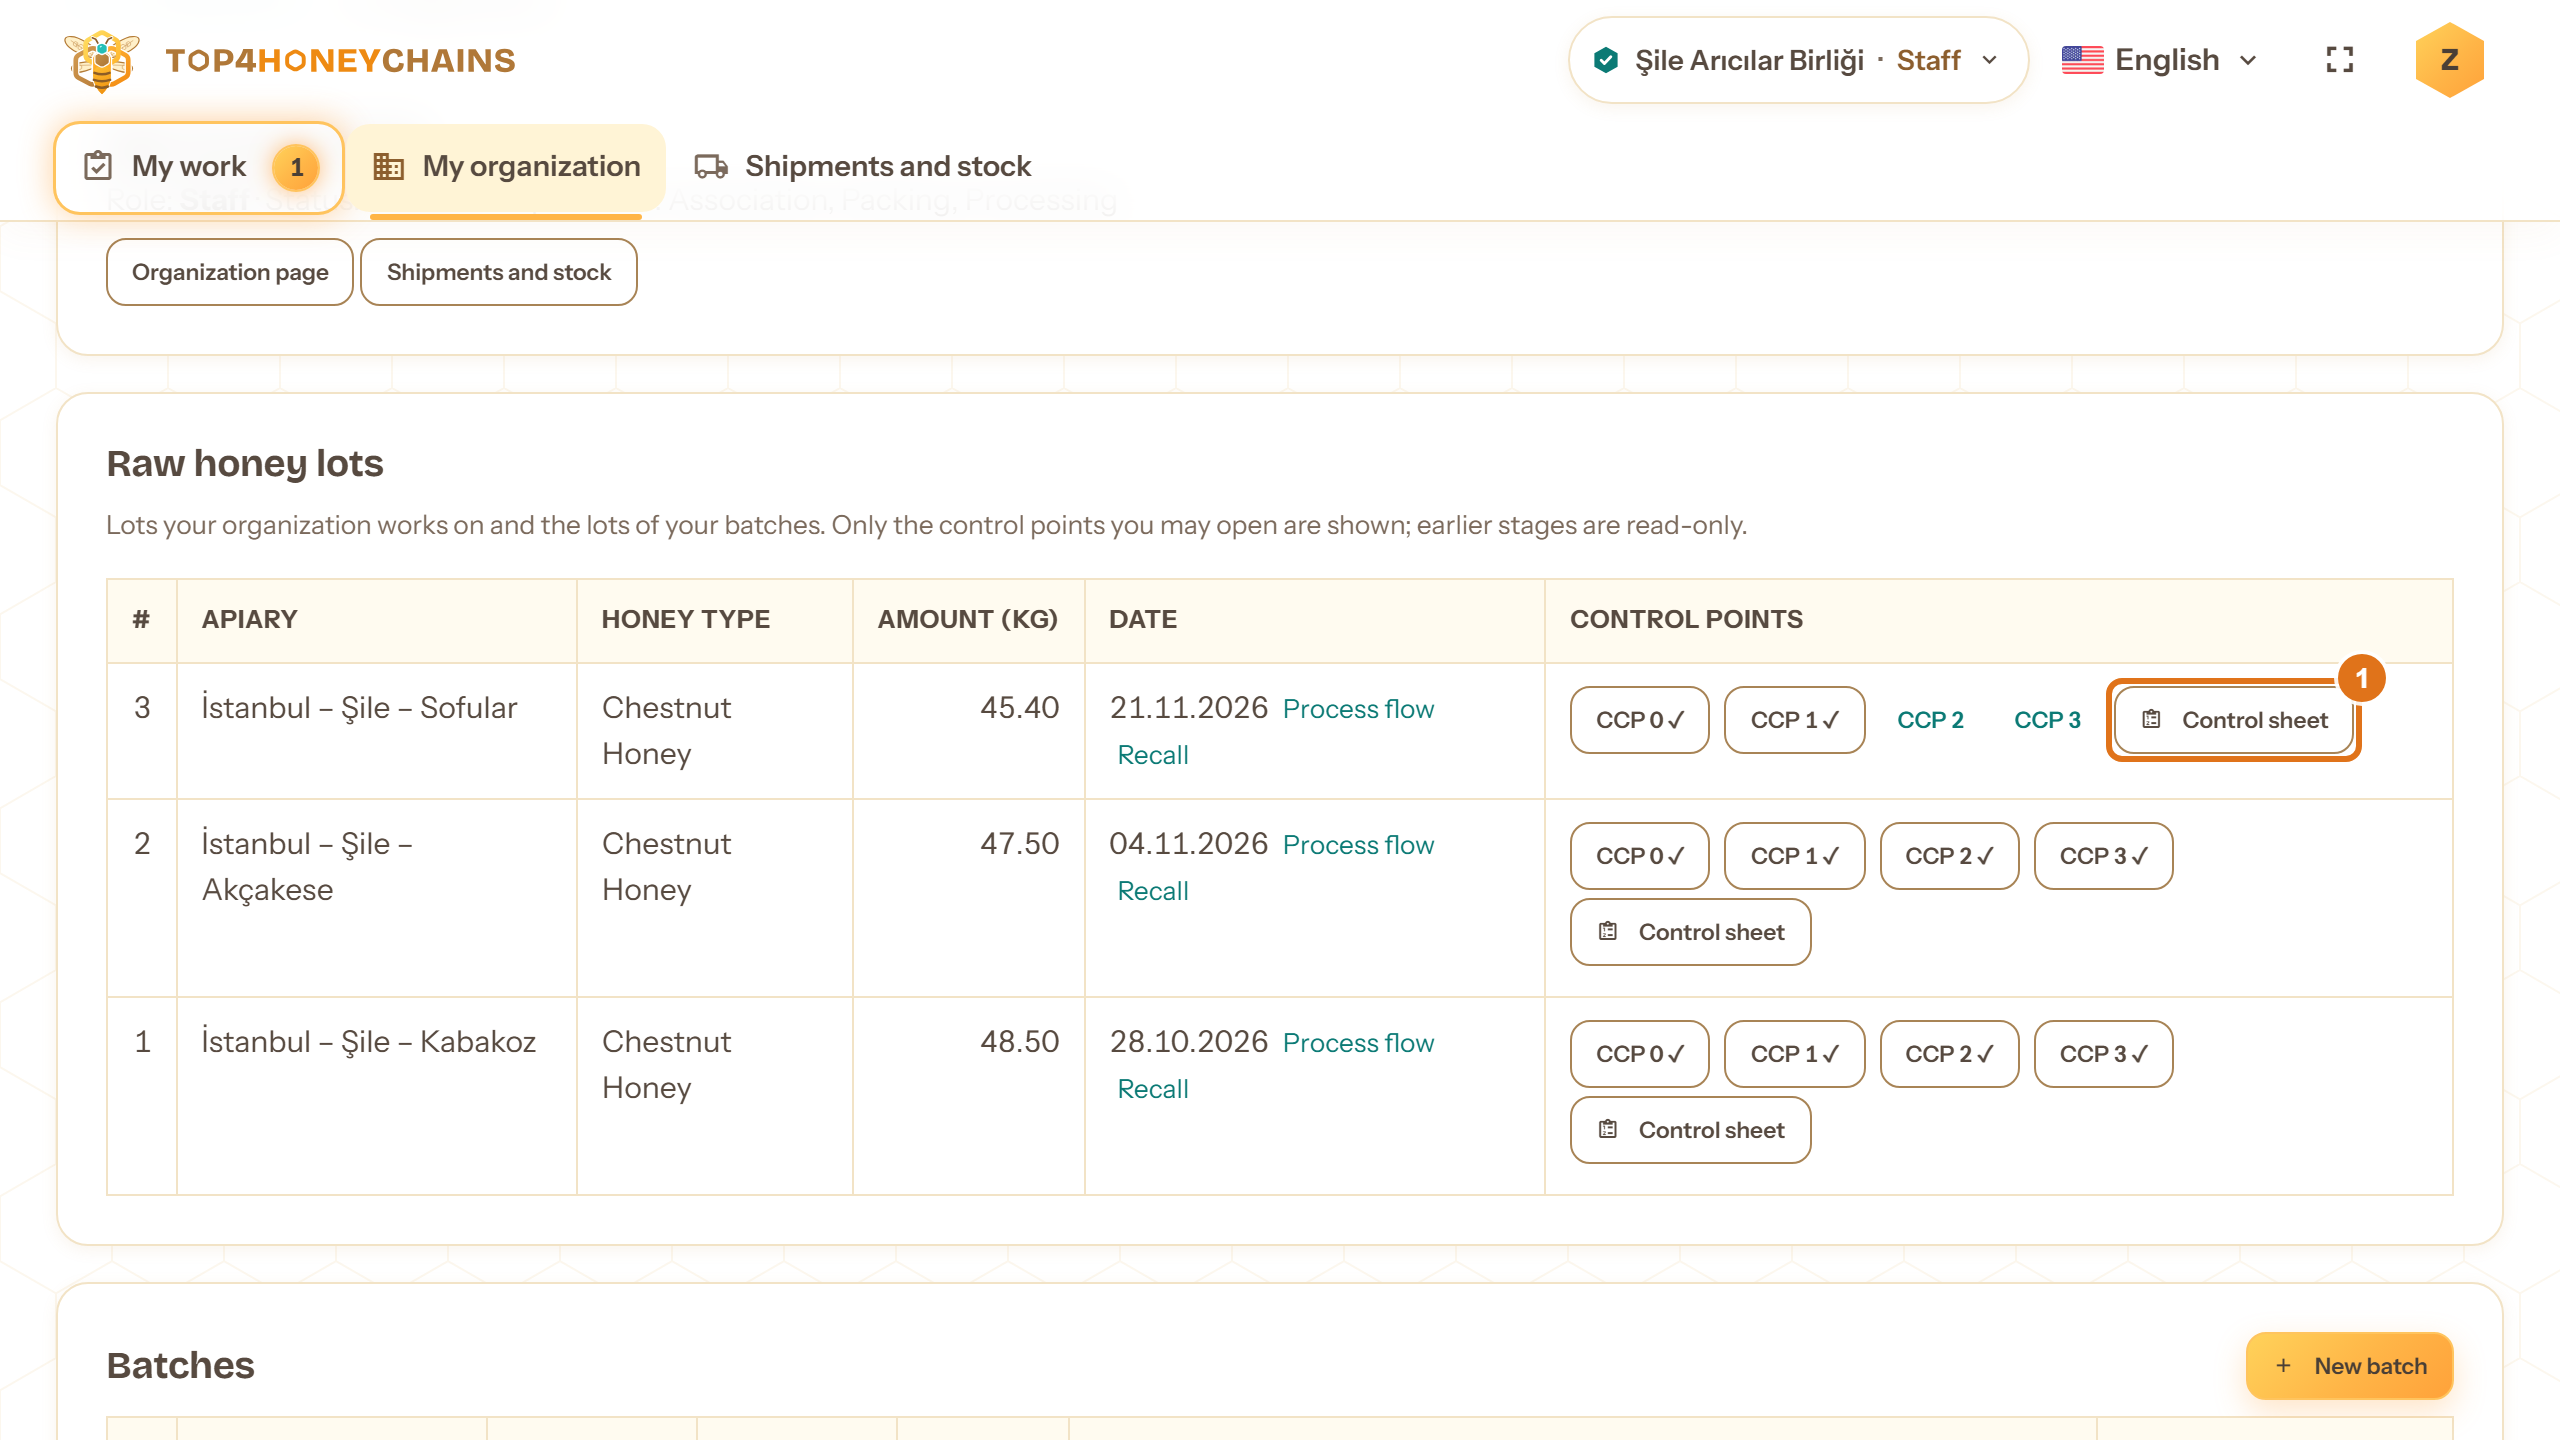 TOP4HONEYCHAINS
Şile Arıcılar Birliği · Staff
English
Z
My work 1
My organization
Shipments and stock
Role: Staff Status Association, Packing, Processing
Organization page
Shipments and stock
Raw honey lots
Lots your organization works on and the lots of your batches. Only the control points you may open are shown; earlier stages are read-only.
# APIARY HONEY TYPE AMOUNT (KG) DATE CONTROL POINTS
1
3 İstanbul – Şile – Sofular Chestnut 45.40 21.11.2026 Process flow CCP 0 ✓ CCP 1 ✓ CCP 2 CCP 3 Control sheet
Honey Recall
2 İstanbul – Şile – Chestnut 47.50 04.11.2026 Process flow CCP 0 ✓ CCP 1 ✓ CCP 2 ✓ CCP 3 ✓
Akçakese Honey Recall
Control sheet
1 İstanbul – Şile – Kabakoz Chestnut 48.50 28.10.2026 Process flow CCP 0 ✓ CCP 1 ✓ CCP 2 ✓ CCP 3 ✓
Honey Recall
Control sheet
Batches
+ New batch